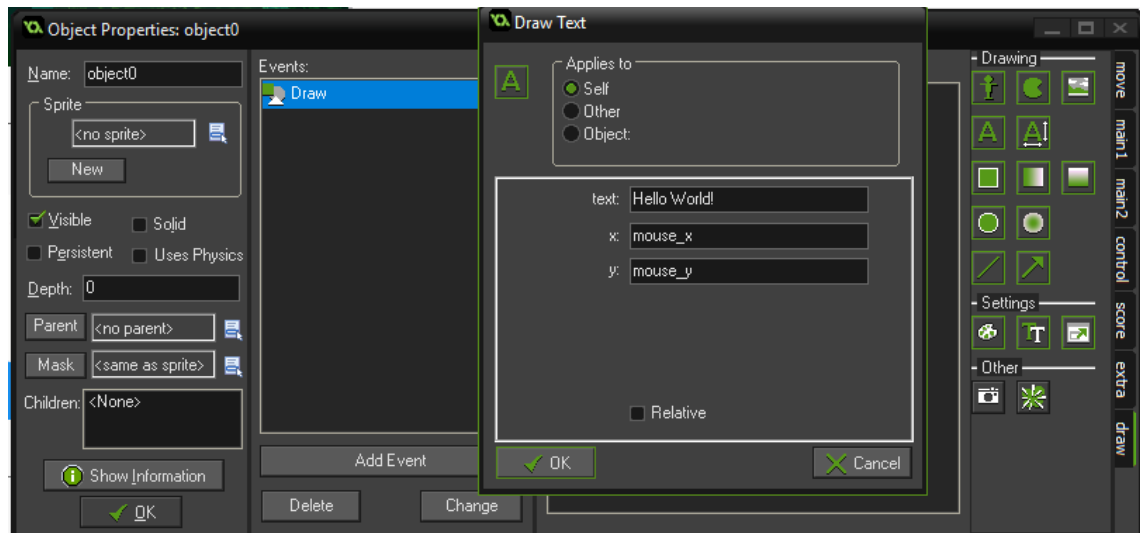 Object Properties: object0
Name: object0
Sprite
<no sprite>
New
Visible
Solid
Persistent
Uses Physics
Depth: 0
Parent <no parent>
Mask <same as sprite>
Children: <None>
Show Information
OK
Events:
Draw
Add Event
Delete
Change
Draw Text
A
Applies to
Self
Other
Object:
text: Hello World!
x: mouse_x
y: mouse_y
Relative
OK
Cancel
Drawing
A
A
Settings
T
Other
move
main1
main2
control
score
extra
draw